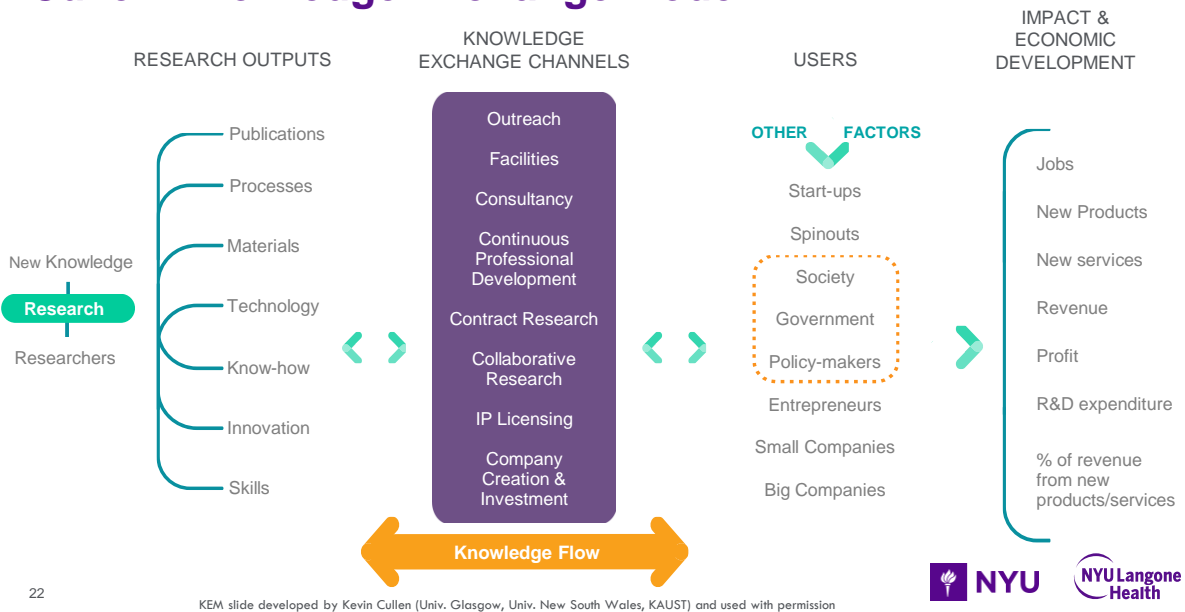 RESEARCH OUTPUTS
KNOWLEDGE
EXCHANGE CHANNELS
USERS
IMPACT &
ECONOMIC
DEVELOPMENT
New Knowledge
Research
Researchers
Publications
Processes
Materials
Technology
Know-how
Innovation
Skills
Outreach
Facilities
Consultancy
Continuous
Professional
Development
Contract Research
Collaborative
Research
IP Licensing
Company
Creation &
Investment
Knowledge Flow
OTHER FACTORS
Start-ups
Spinouts
Society
Government
Policy-makers
Entrepreneurs
Small Companies
Big Companies
Jobs
New Products
New services
Revenue
Profit
R&D expenditure
% of revenue
from new
products/services
22
KEM slide developed by Kevin Cullen (Univ. Glasgow, Univ. New South Wales, KAUST) and used with permission
NYU
NYU Langone
Health